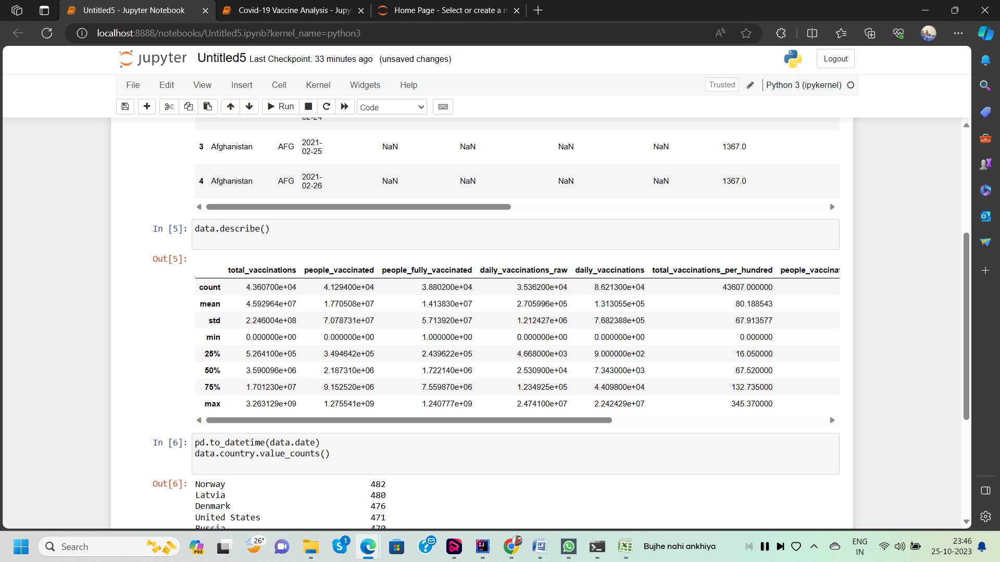 Untitled5 - Jupyter Notebook
Covid-19 Vaccine Analysis - Jupy
Home Page - Select or create a n
localhost:8888/notebooks/Untitled5.ipynb?kernel_name=python3
jupyter Untitled5 Last Checkpoint: 33 minutes ago (unsaved changes)
Logout
File Edit View Insert Cell Kernel Widgets Help
Trusted
Python 3 (ipykernel)
Run
Code
02-24
3 Afghanistan AFG 2021-02-25 NaN NaN NaN NaN 1367.0
4 Afghanistan AFG 2021-02-26 NaN NaN NaN NaN 1367.0
In [5]: data.describe()
Out[5]:
total_vaccinations people_vaccinated people_fully_vaccinated daily_vaccinations_raw daily_vaccinations total_vaccinations_per_hundred people_vaccinat
count 4.360700e+04 4.129400e+04 3.880200e+04 3.536200e+04 8.621300e+04 43607.000000
mean 4.592964e+07 1.770508e+07 1.413830e+07 2.705996e+05 1.313055e+05 80.188543
std 2.246004e+08 7.078731e+07 5.713920e+07 1.212427e+06 7.682388e+05 67.913577
min 0.000000e+00 0.000000e+00 1.000000e+00 0.000000e+00 0.000000e+00 0.000000
25% 5.264100e+05 3.494642e+05 2.439622e+05 4.668000e+03 9.000000e+02 16.050000
50% 3.590096e+06 2.187310e+06 1.722140e+06 2.530900e+04 7.343000e+03 67.520000
75% 1.701230e+07 9.152520e+06 7.559870e+06 1.234925e+05 4.409800e+04 132.735000
max 3.263129e+09 1.275541e+09 1.240777e+09 2.474100e+07 2.242429e+07 345.370000
In [6]: pd.to_datetime(data.date)
data.country.value_counts()
Out[6]: Norway 482
Latvia 480
Denmark 476
United States 471
Russia 470
Search
PRE
26°
1
Bujhe nahi ankhiya
ENG
IN
23:46
25-10-2023